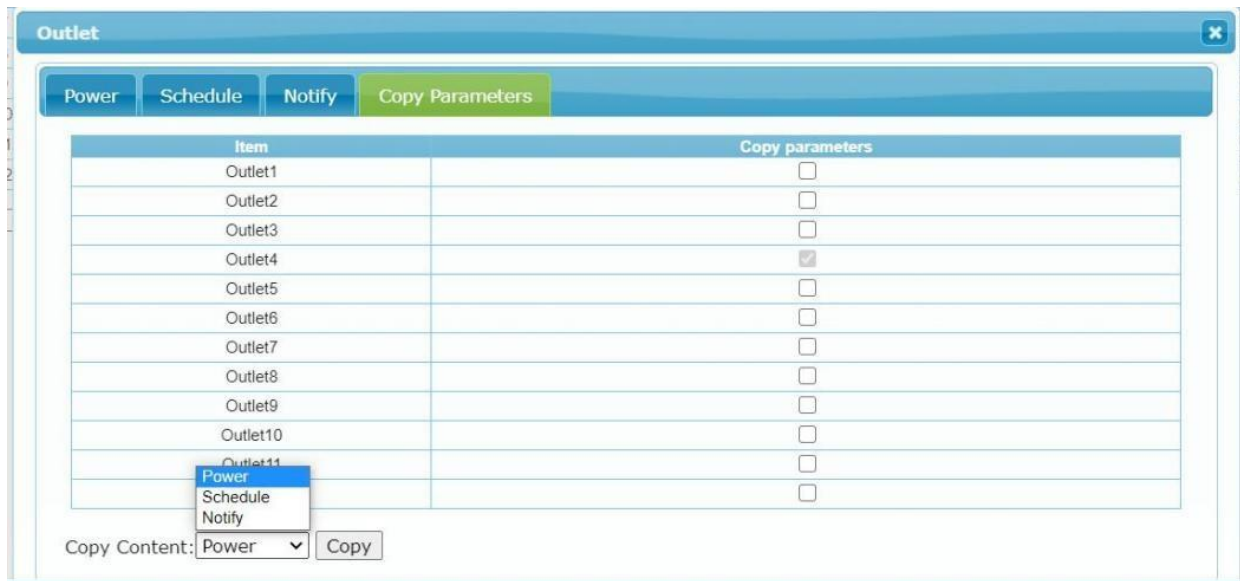 Outlet
Power Schedule Notify Copy Parameters
Item Copy parameters
Outlet1
Outlet2
Outlet3
Outlet4
Outlet5
Outlet6
Outlet7
Outlet8
Outlet9
Outlet10
Outlet11
Power
Schedule
Notify
Copy Content: Power Copy